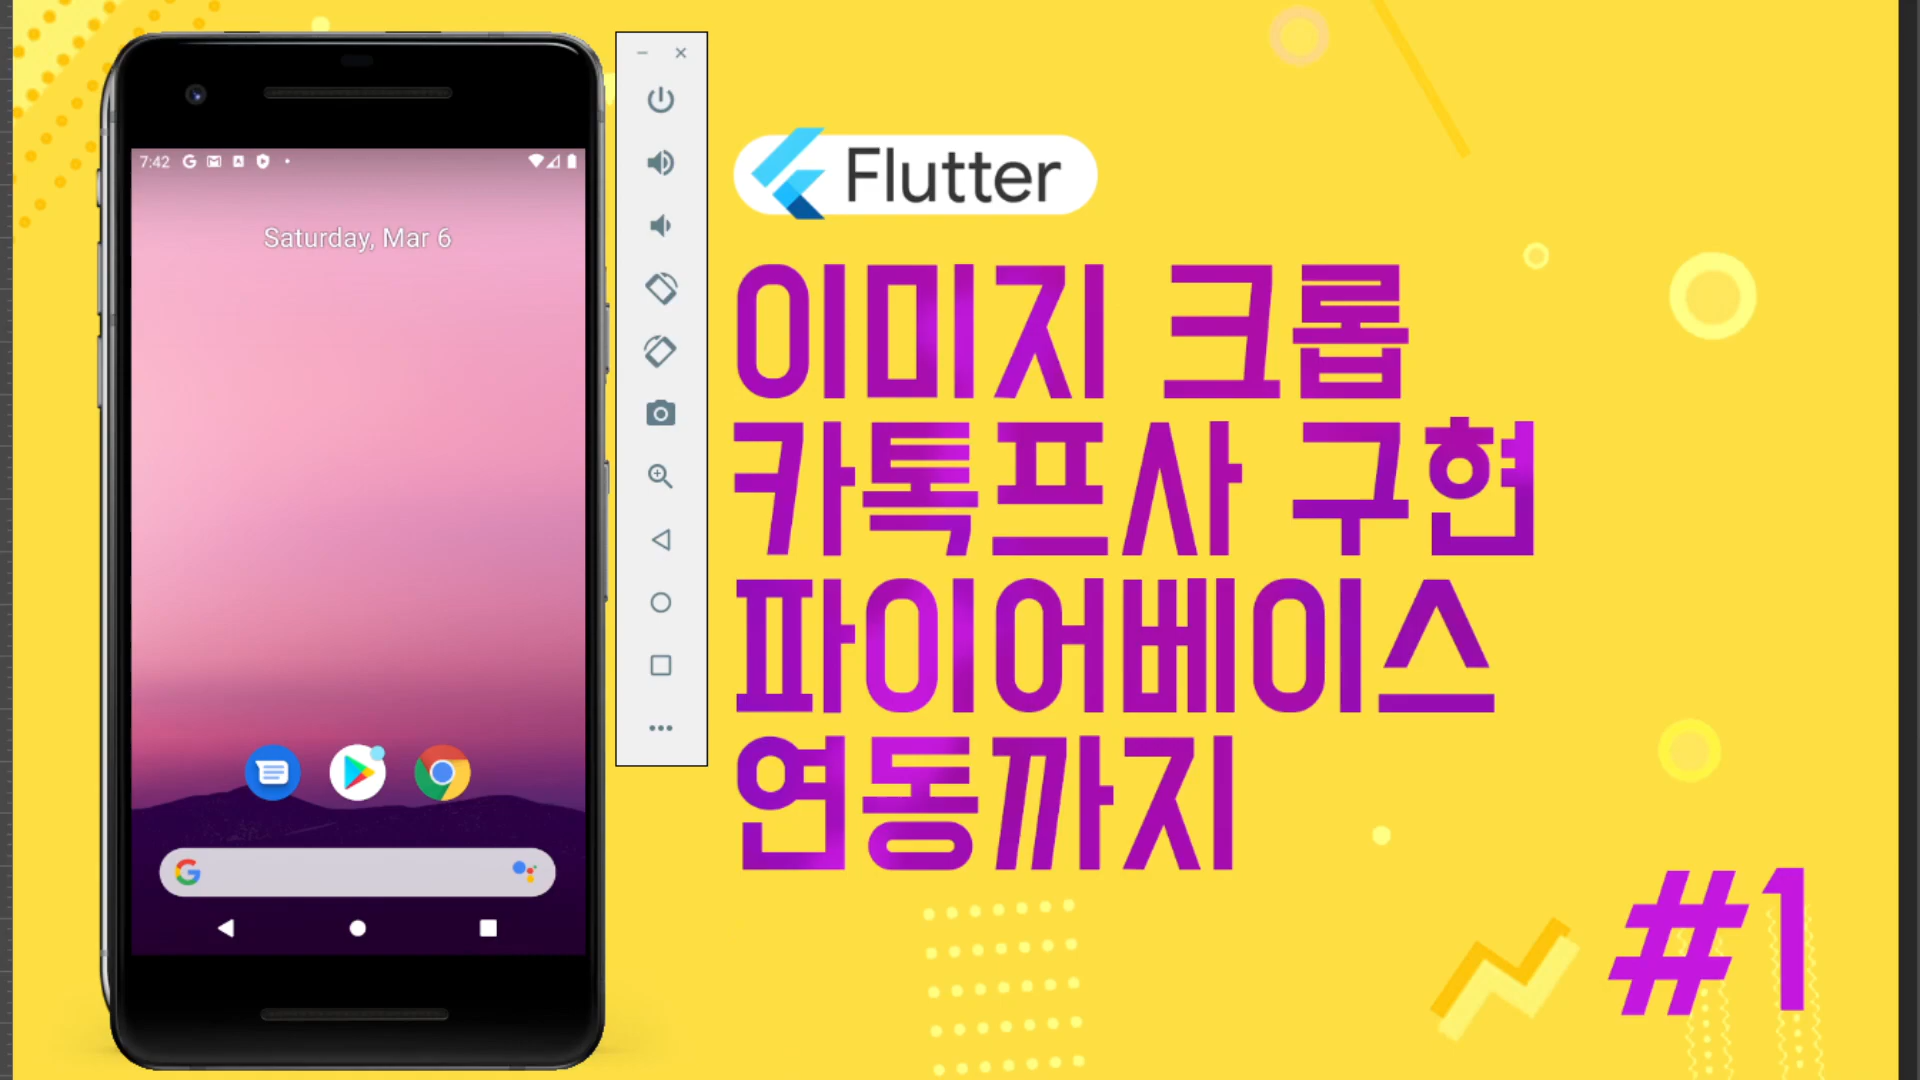 7:42
Saturday, Mar 6
Flutter
이미지 크롭
카톡프사 구현
파이어베이스
연동까지
#1